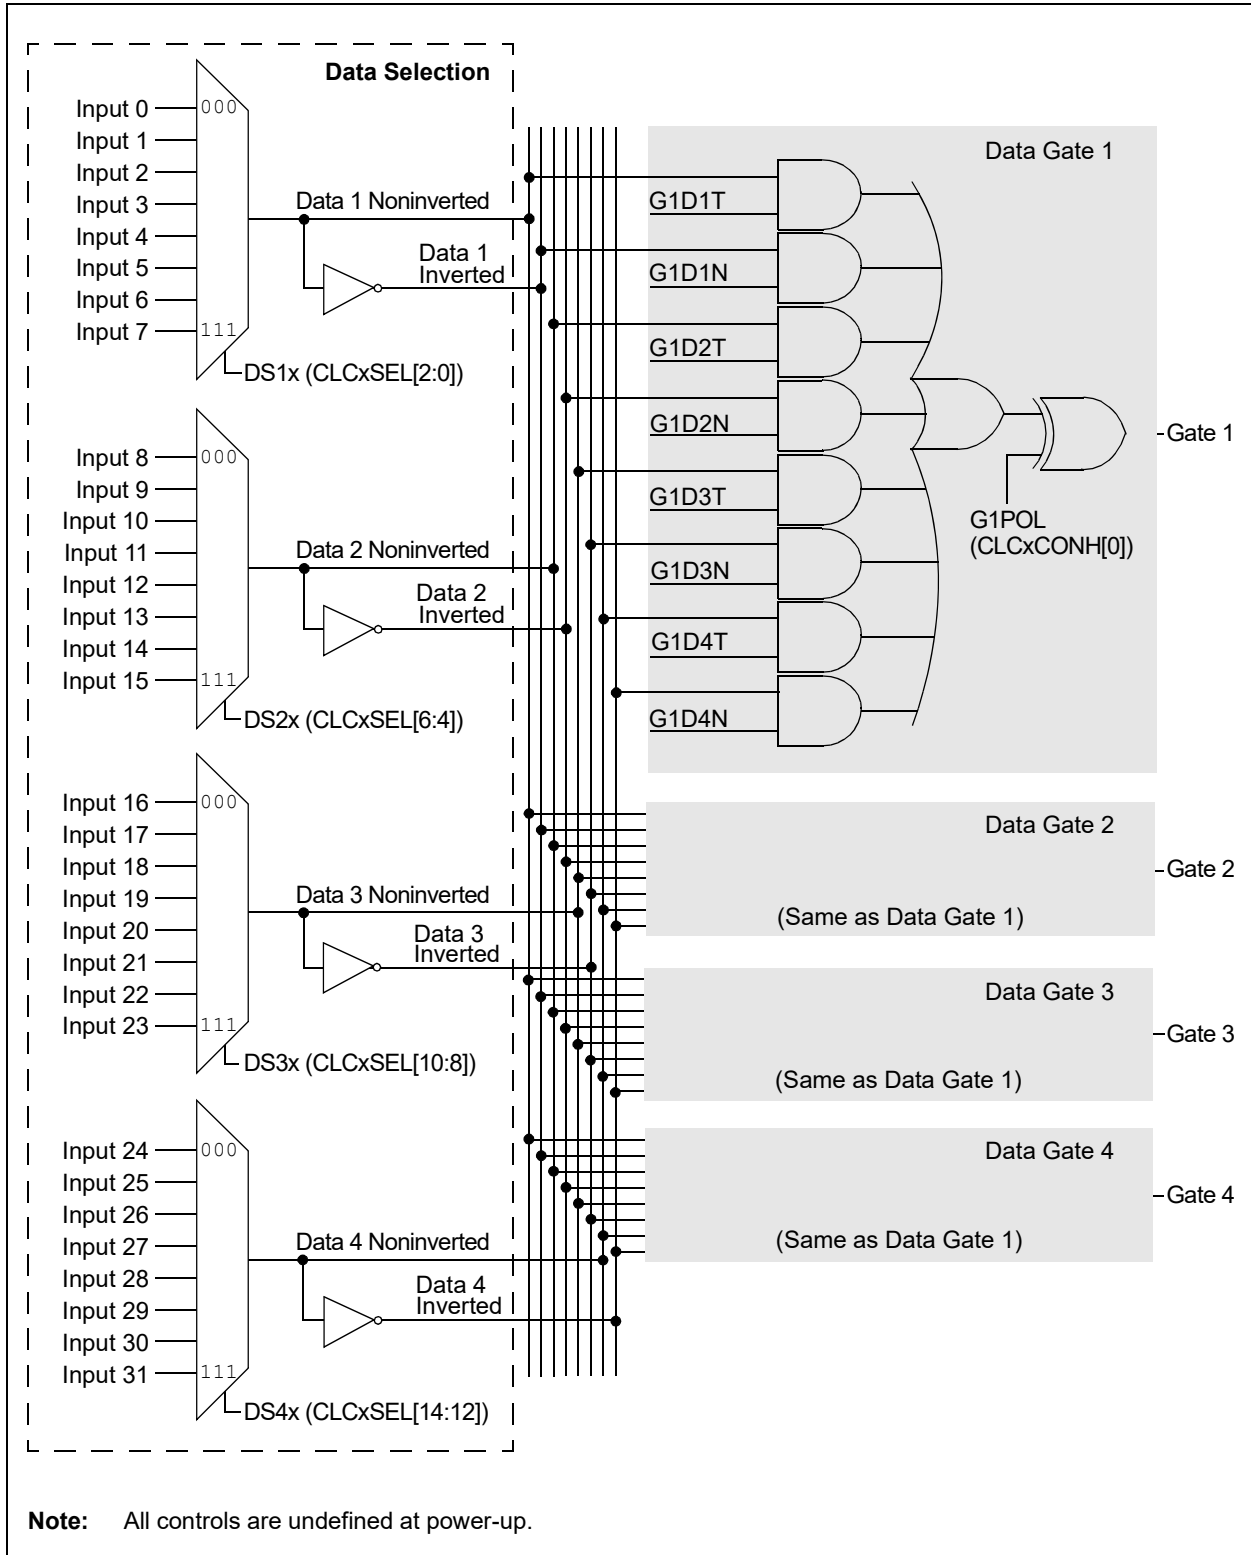 Data Selection
Input 0
000
Input 1
Input 2
Input 3
Input 4
Input 5
Input 6
Input 7
111
DS1x (CLCxSEL[2:0])
Data 1 Noninverted
Data 1
Inverted
Input 8
000
Input 9
Input 10
Input 11
Input 12
Input 13
Input 14
Input 15
111
DS2x (CLCxSEL[6:4])
Data 2 Noninverted
Data 2
Inverted
Input 16
000
Input 17
Input 18
Input 19
Input 20
Input 21
Input 22
Input 23
111
DS3x (CLCxSEL[10:8])
Data 3 Noninverted
Data 3
Inverted
Input 24
000
Input 25
Input 26
Input 27
Input 28
Input 29
Input 30
Input 31
111
DS4x (CLCxSEL[14:12])
Data 4 Noninverted
Data 4
Inverted
Data Gate 1
G1D1T
G1D1N
G1D2T
G1D2N
G1D3T
G1D3N
G1D4T
G1D4N
G1POL
(CLCxCONH[0])
Gate 1
Data Gate 2
(Same as Data Gate 1)
Gate 2
Data Gate 3
(Same as Data Gate 1)
Gate 3
Data Gate 4
(Same as Data Gate 1)
Gate 4
Note: All controls are undefined at power-up.